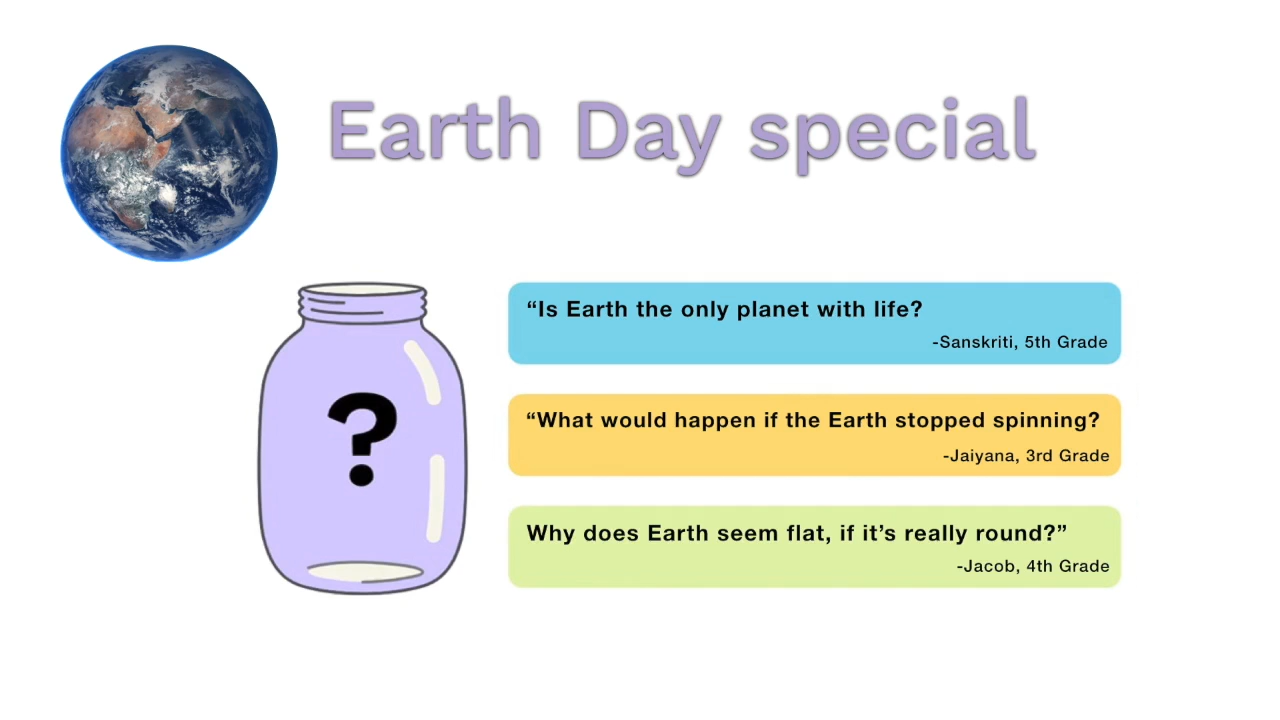 Earth Day special
?
“Is Earth the only planet with life?
-Sanskriti, 5th Grade
“What would happen if the Earth stopped spinning?
-Jaiyana, 3rd Grade
Why does Earth seem flat, if it’s really round?”
-Jacob, 4th Grade